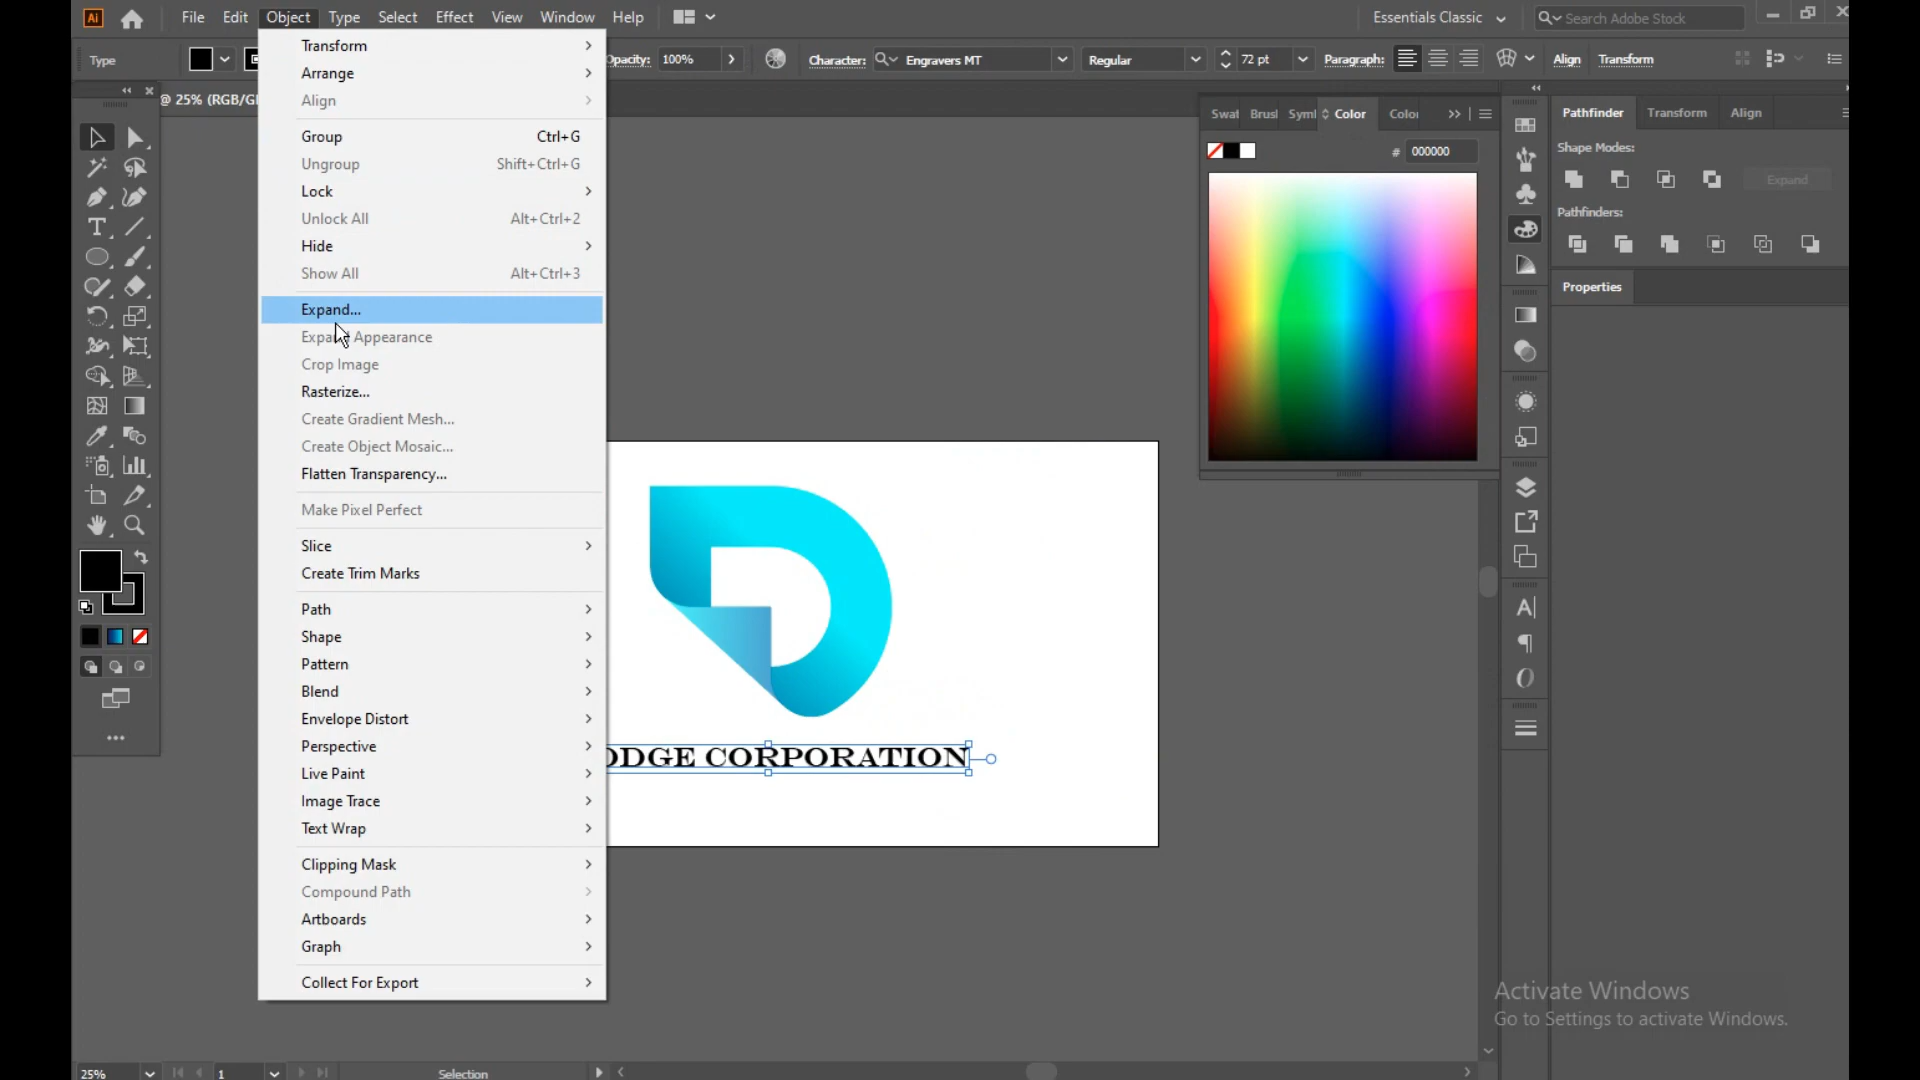 Ai File Edit Object Type Select Effect View Window Help Essentials Classic Search Adobe Stock
Type Opacity: 100% Character: Engravers MT Regular 72 pt Paragraph: Align Transform
@ 25% (RGB/G
Transform
Arrange
Align
Group Ctrl+G
Ungroup Shift+Ctrl+G
Lock
Unlock All Alt+Ctrl+2
Hide
Show All Alt+Ctrl+3
Expand...
Expand Appearance
Crop Image
Rasterize...
Create Gradient Mesh...
Create Object Mosaic...
Flatten Transparency...
Make Pixel Perfect
Slice
Create Trim Marks
Path
Shape
Pattern
Blend
Envelope Distort
Perspective
Live Paint
Image Trace
Text Wrap
Clipping Mask
Compound Path
Artboards
Graph
Collect For Export
ODGE CORPORATION
Swat Brusl Syml Color Color
# 000000
Pathfinder Transform Align
Shape Modes:
Expand
Pathfinders:
Properties
Activate Windows
Go to Settings to activate Windows.
25% 1 Selection